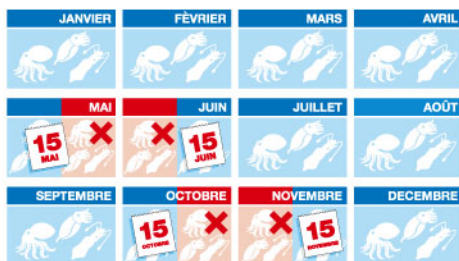 JANVIER FÈVRIER MARS AVRIL
MAI JUIN JUILLET AOÛT
15 MAI 15 JUIN
SEPTEMBRE OCTOBRE NOVEMBRE DECEMBRE
15 OCTOBRE 15 NOVEMBRE